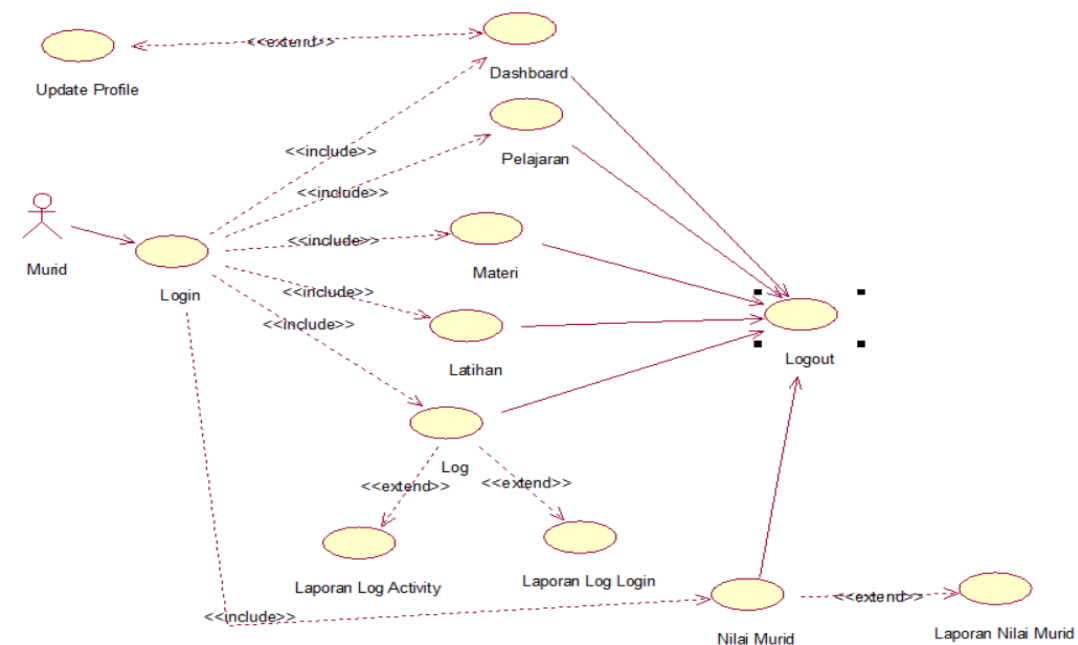 <<extend>>
Update Profile
Dashboard
<<include>>
Pelajaran
<<include>>
Murid
<<include>>
Materi
Login
<<include>>
<<include>>
Latihan
Logout
Log
<<extend>>
<<extend>>
Laporan Log Activity
Laporan Log Login
<<include>>
Nilai Murid
<<extend>>
Laporan Nilai Murid